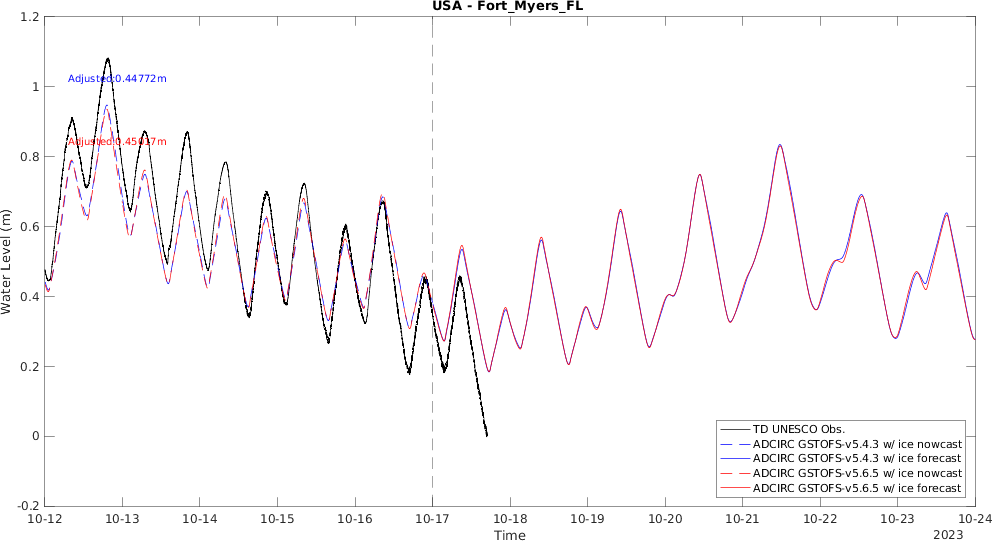 USA - Fort_Myers_FL
1.2
1
0.8
0.6
0.4
0.2
0
-0.2
Water Level (m)
Adjusted:0.44772m
Adjusted:0.45017m
10-12 10-13 10-14 10-15 10-16 10-17 10-18 10-19 10-20 10-21 10-22 10-23 10-24
Time
2023
TD UNESCO Obs.
ADCIRC GSTOFS-v5.4.3 w/ ice nowcast
ADCIRC GSTOFS-v5.4.3 w/ ice forecast
ADCIRC GSTOFS-v5.6.5 w/ ice nowcast
ADCIRC GSTOFS-v5.6.5 w/ ice forecast